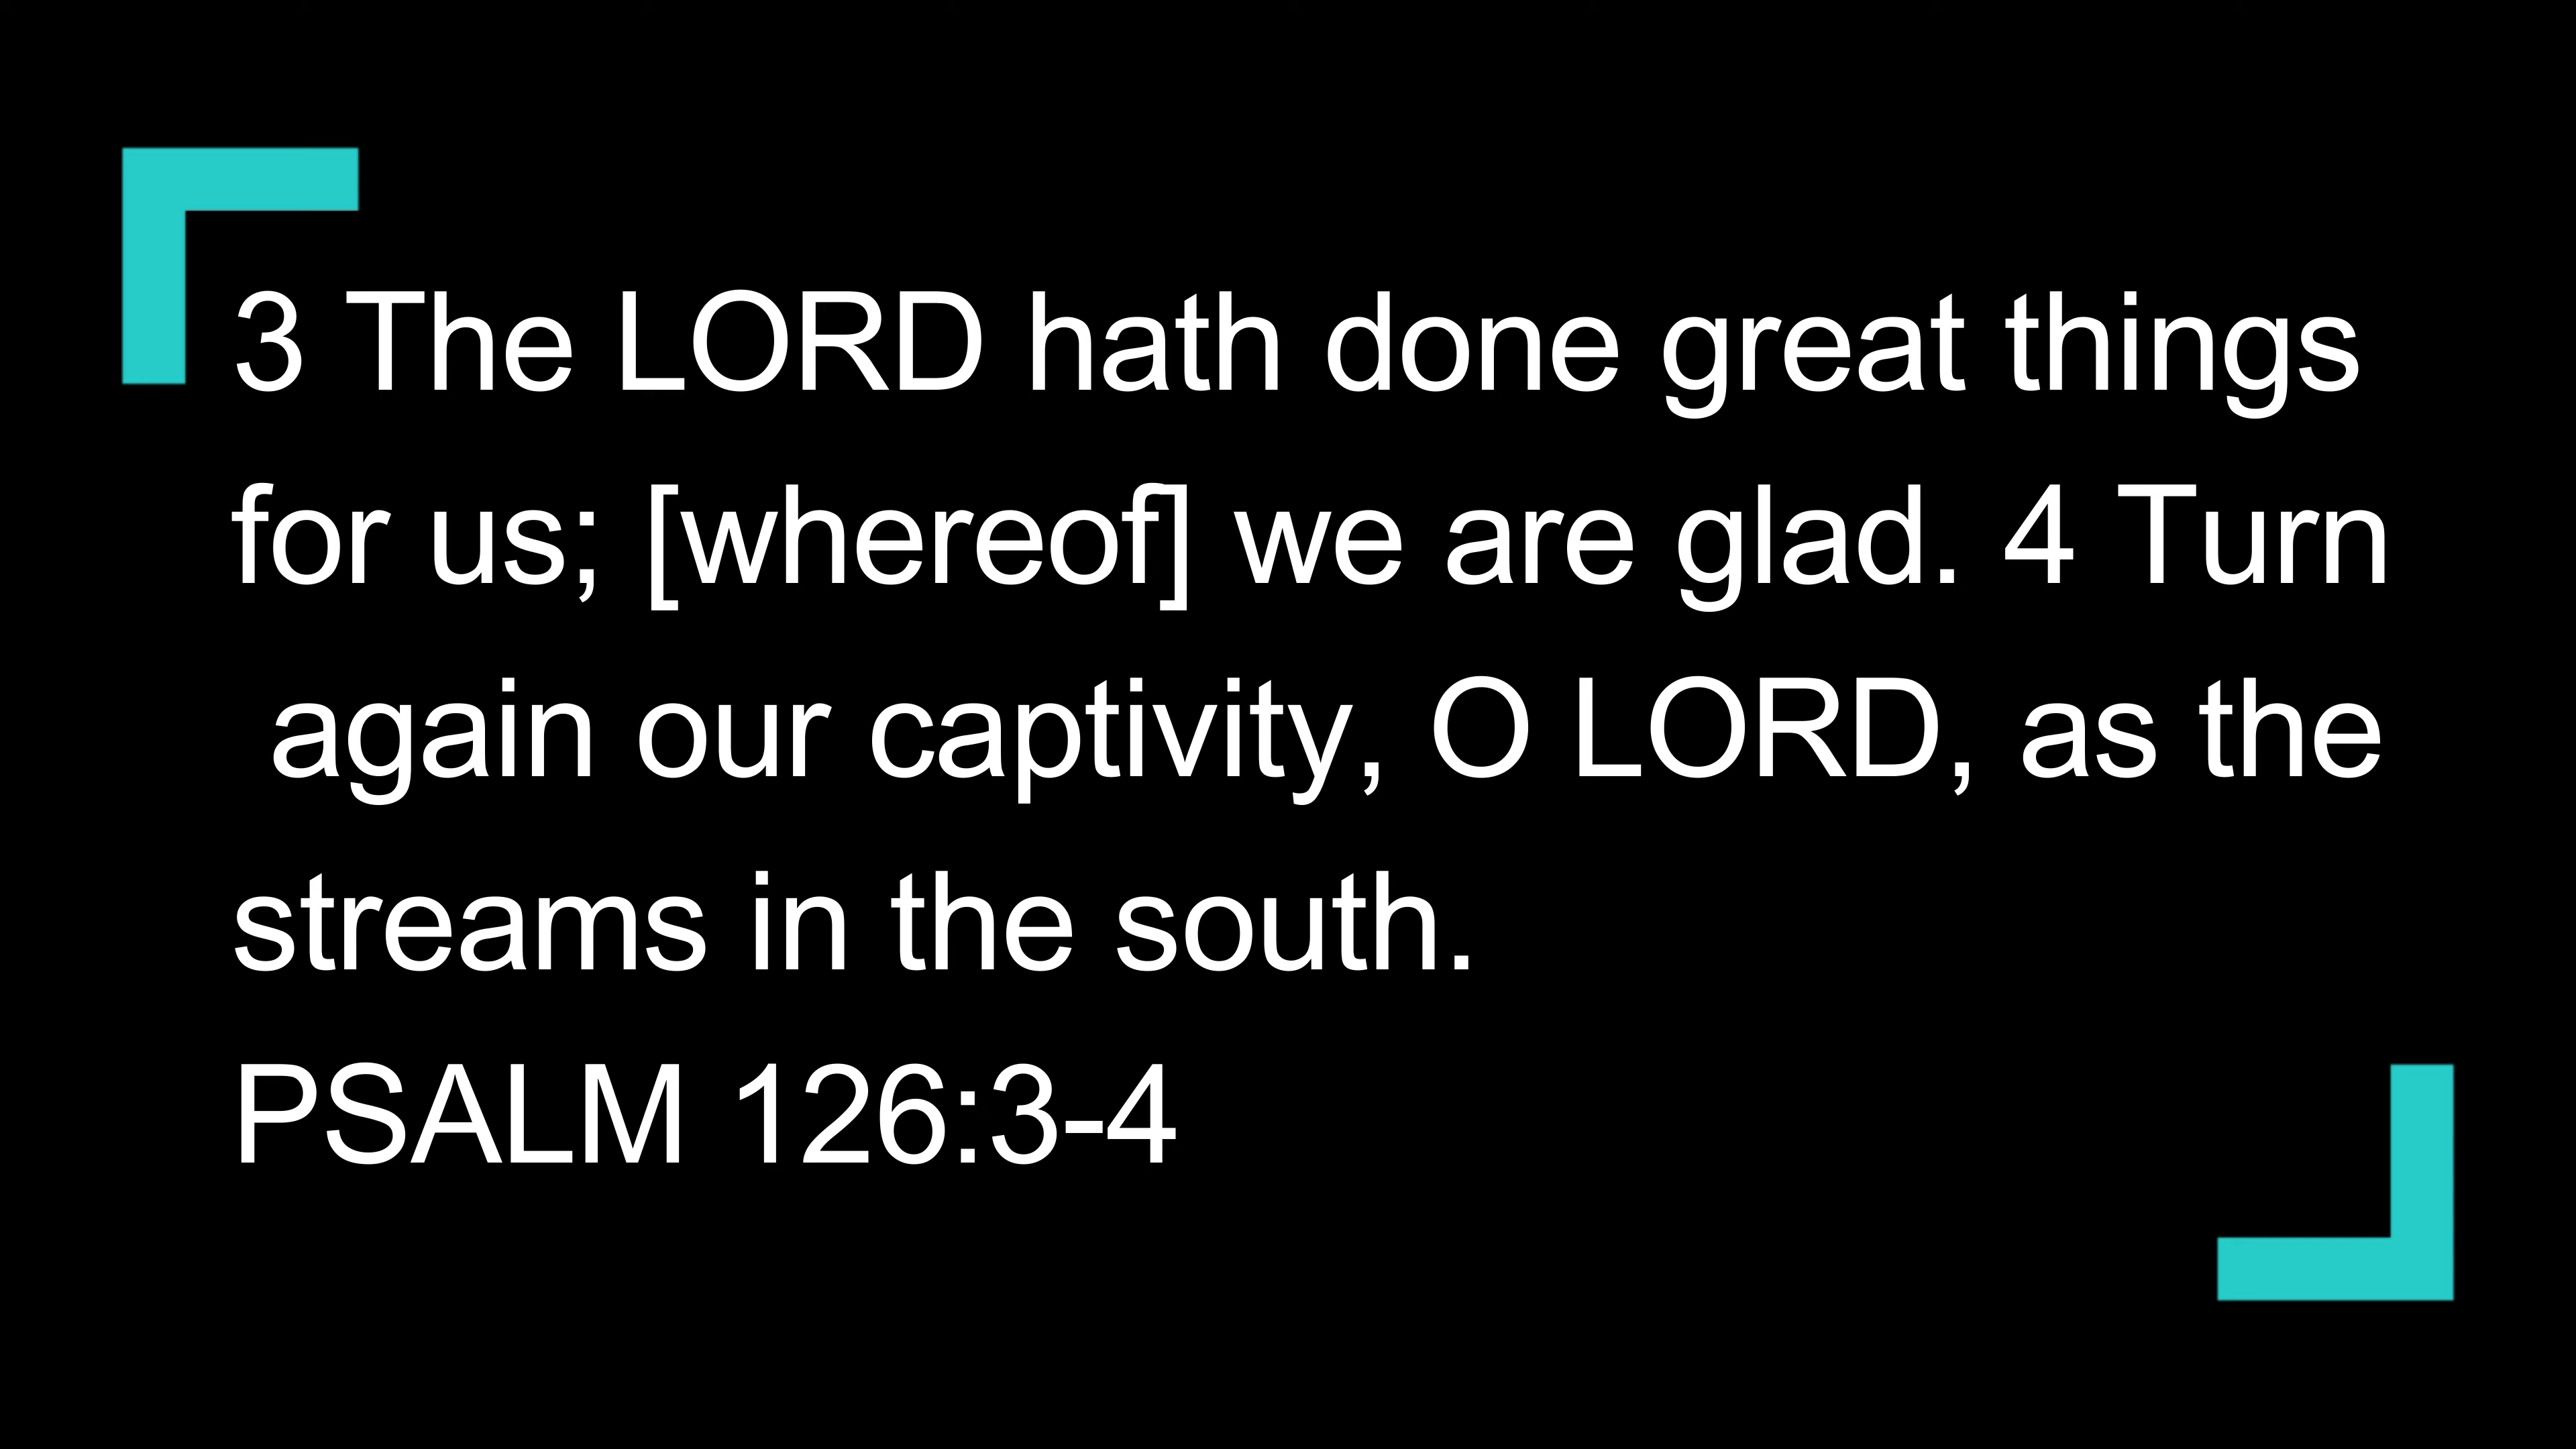 3 The LORD hath done great things
for us; [whereof] we are glad. 4 Turn
again our captivity, O LORD, as the
streams in the south.
PSALM 126:3-4